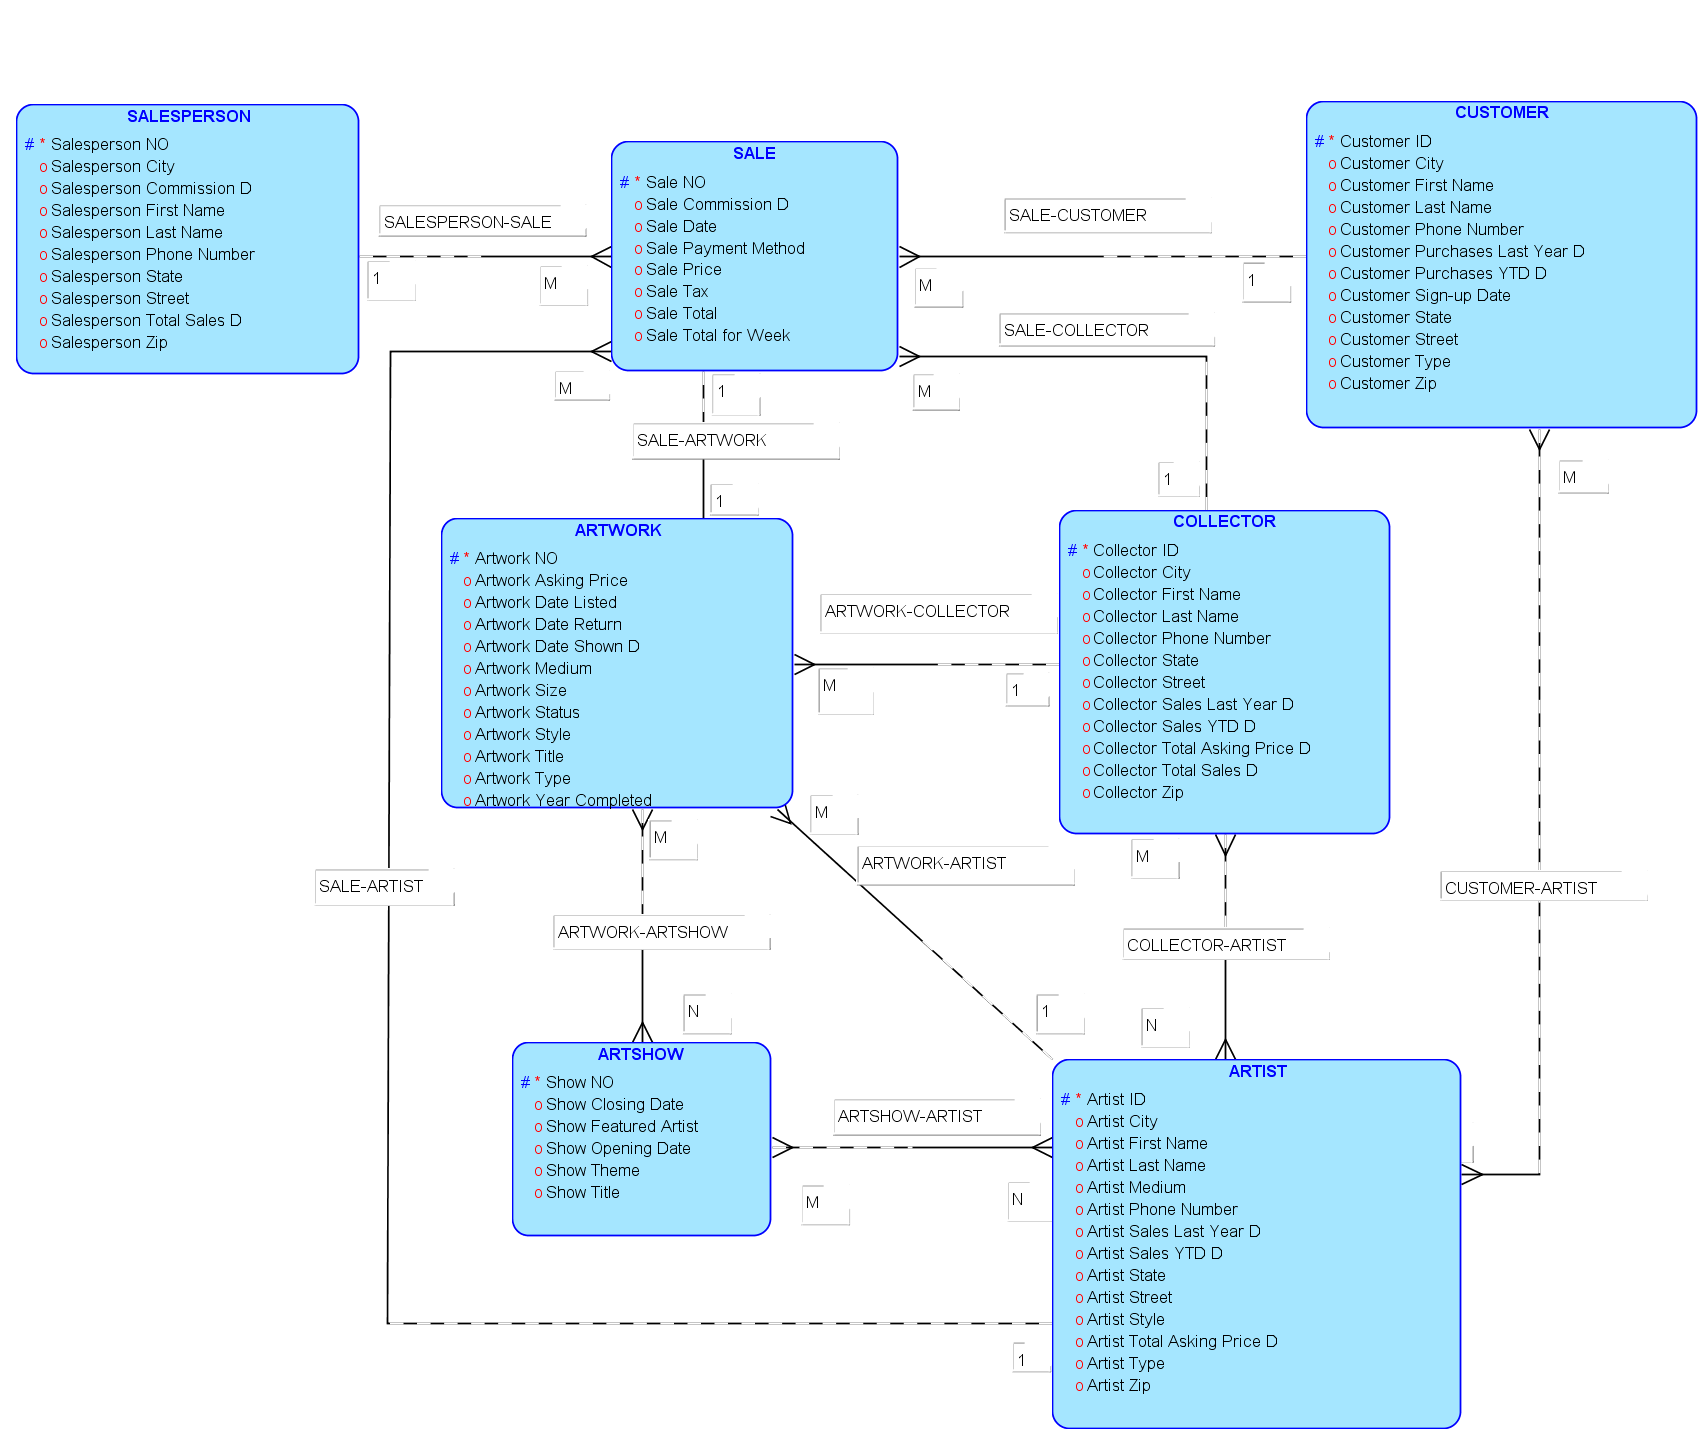 SALESPERSON
# * Salesperson NO
o Salesperson City
o Salesperson Commission D
o Salesperson First Name
o Salesperson Last Name
o Salesperson Phone Number
o Salesperson State
o Salesperson Street
o Salesperson Total Sales D
o Salesperson Zip
SALESPERSON-SALE
1
M
SALE
# * Sale NO
o Sale Commission D
o Sale Date
o Sale Payment Method
o Sale Price
o Sale Tax
o Sale Total
o Sale Total for Week
SALE-CUSTOMER
M
1
CUSTOMER
# * Customer ID
o Customer City
o Customer First Name
o Customer Last Name
o Customer Phone Number
o Customer Purchases Last Year D
o Customer Purchases YTD D
o Customer Sign-up Date
o Customer State
o Customer Street
o Customer Type
o Customer Zip
SALE-COLLECTOR
M
1
M
1
SALE-ARTWORK
1
M
ARTWORK
# * Artwork NO
o Artwork Asking Price
o Artwork Date Listed
o Artwork Date Return
o Artwork Date Shown D
o Artwork Medium
o Artwork Size
o Artwork Status
o Artwork Style
o Artwork Title
o Artwork Type
o Artwork Year Completed
ARTWORK-COLLECTOR
M
1
COLLECTOR
# * Collector ID
o Collector City
o Collector First Name
o Collector Last Name
o Collector Phone Number
o Collector State
o Collector Street
o Collector Sales Last Year D
o Collector Sales YTD D
o Collector Total Asking Price D
o Collector Total Sales D
o Collector Zip
M
M
ARTWORK-ARTIST
M
SALE-ARTIST
CUSTOMER-ARTIST
ARTWORK-ARTSHOW
COLLECTOR-ARTIST
N
1
N
ARTSHOW
# * Show NO
o Show Closing Date
o Show Featured Artist
o Show Opening Date
o Show Theme
o Show Title
ARTSHOW-ARTIST
M
N
1
ARTIST
# * Artist ID
o Artist City
o Artist First Name
o Artist Last Name
o Artist Medium
o Artist Phone Number
o Artist Sales Last Year D
o Artist Sales YTD D
o Artist State
o Artist Street
o Artist Style
o Artist Total Asking Price D
o Artist Type
o Artist Zip